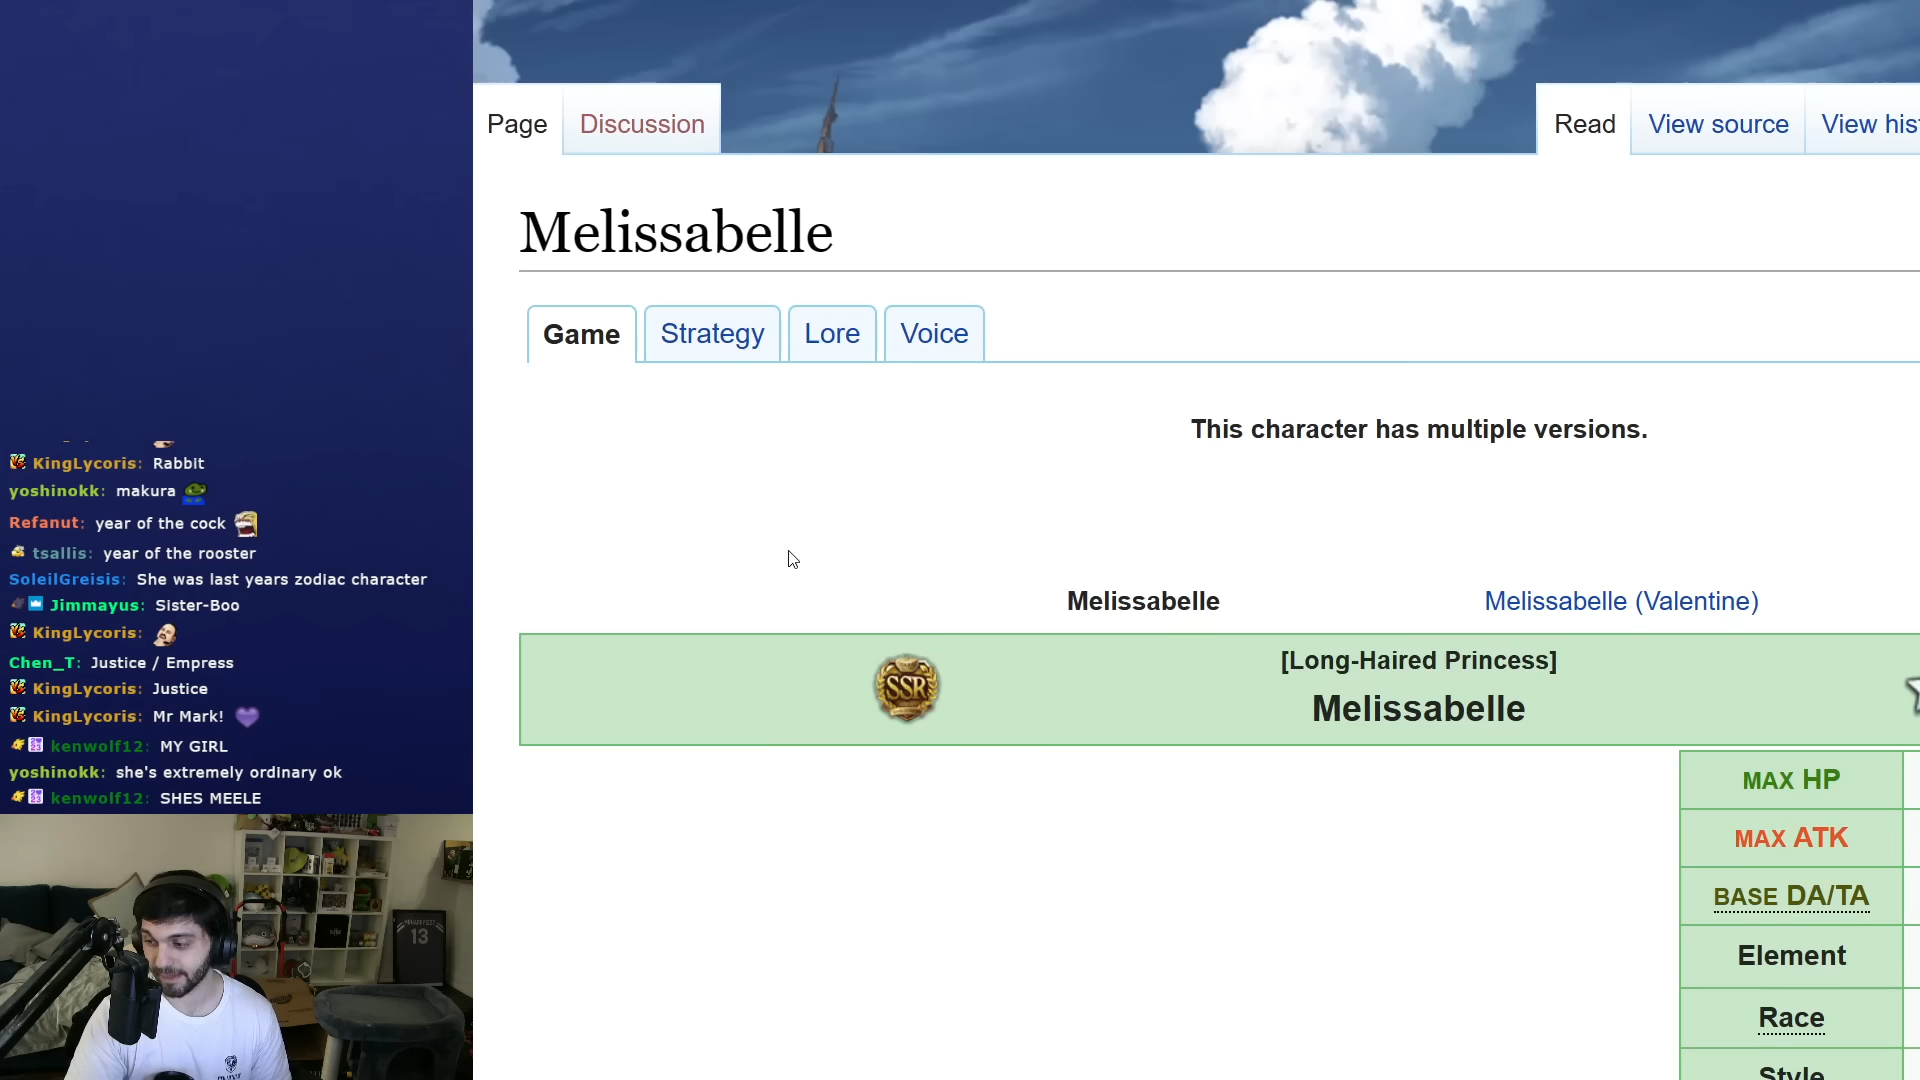 Page
Discussion
Read
View source
View his
Melissabelle
Game
Strategy
Lore
Voice
This character has multiple versions.
Melissabelle
Melissabelle (Valentine)
SSR
[Long-Haired Princess]
Melissabelle
MAX HP
MAX ATK
BASE DA/TA
Element
Race
Style
KingLycoris: Rabbit
yoshinokk: makura
Refanut: year of the cock
tsallis: year of the rooster
SoleilGreisis: She was last years zodiac character
Jimmayus: Sister-Boo
KingLycoris:
Chen_T: Justice / Empress
KingLycoris: Justice
KingLycoris: Mr Mark!
kenwolf12: MY GIRL
yoshinokk: she's extremely ordinary ok
kenwolf12: SHES MEELE
13